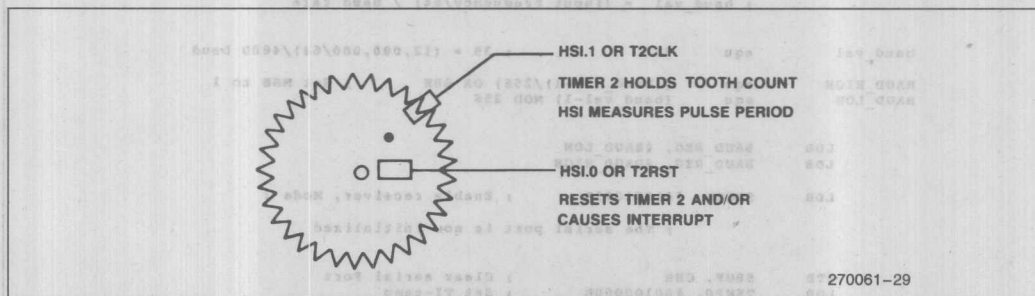 HSI.1 OR T2CLK
TIMER 2 HOLDS TOOTH COUNT
HSI MEASURES PULSE PERIOD
HSI.0 OR T2RST
RESETS TIMER 2 AND/OR
CAUSES INTERRUPT
270061-29